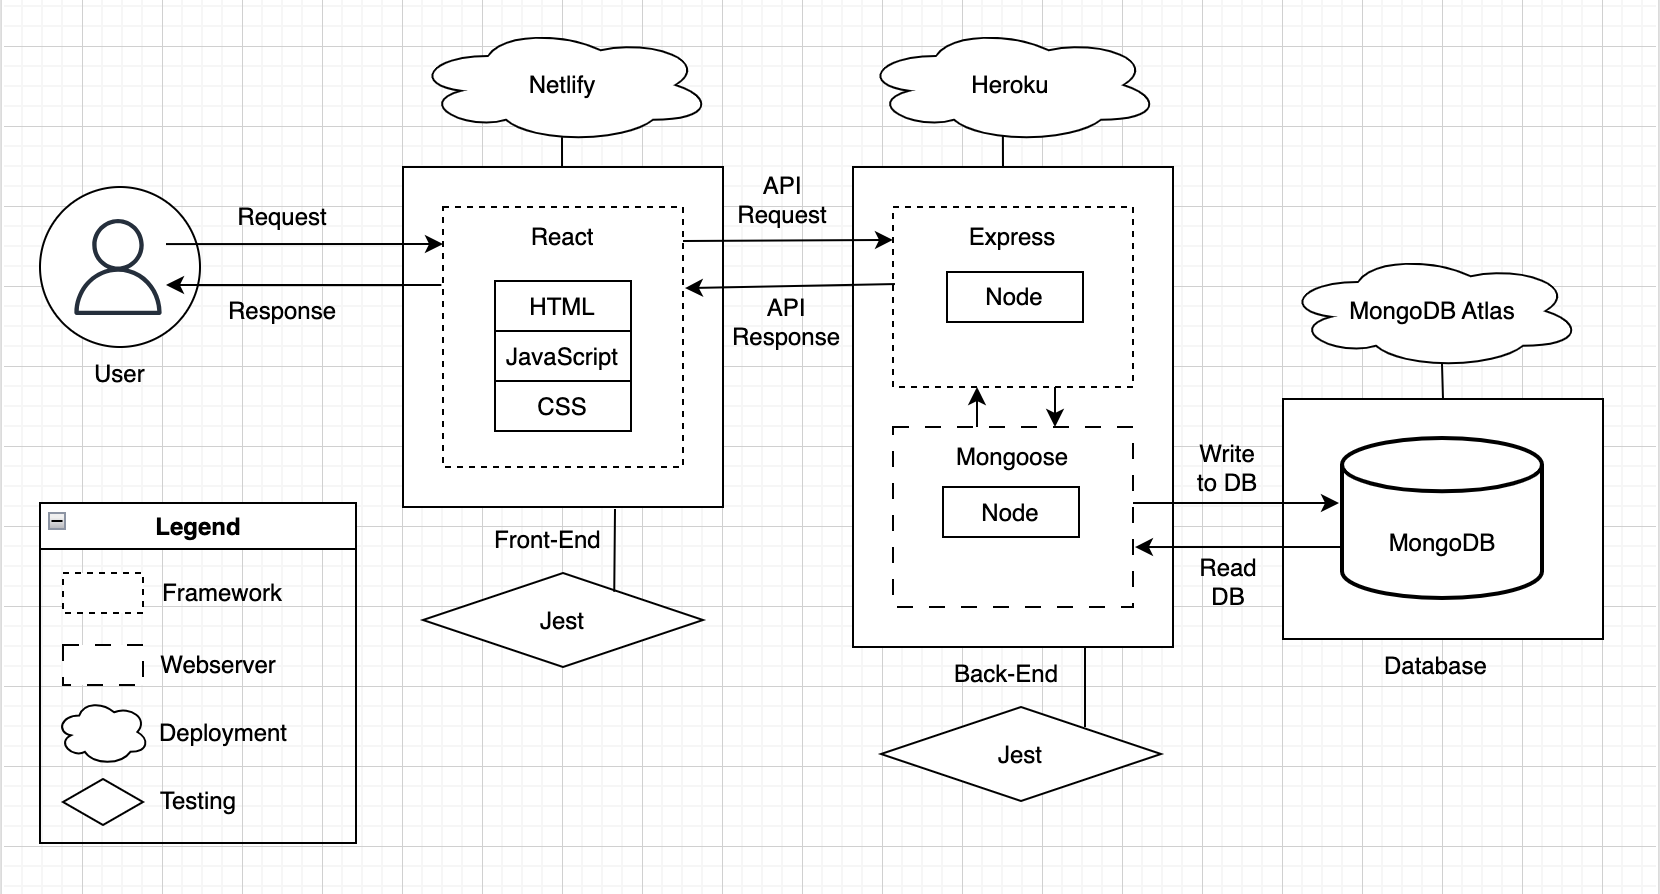 Netlify
Heroku
Request
Response
User
React
HTML
JavaScript
CSS
API
Request
API
Response
Express
Node
Mongoose
Node
MongoDB Atlas
Write
to DB
Read
DB
MongoDB
Database
Front-End
Jest
Back-End
Jest
Legend
Framework
Webserver
Deployment
Testing